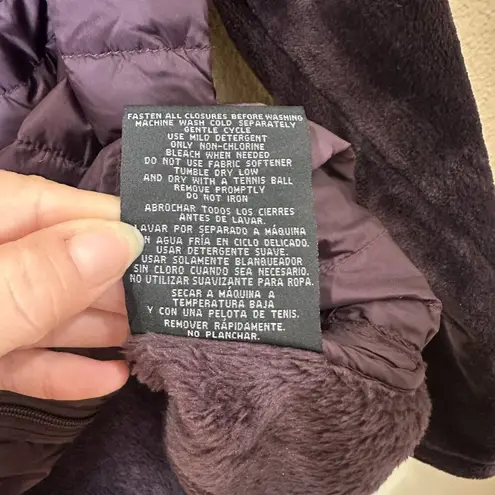 FASTEN ALL CLOSURES BEFORE WASHING
MACHINE WASH COLD SEPARATELY
GENTLE CYCLE
USE MILD DETERGENT
ONLY NON-CHLORINE
BLEACH WHEN NEEDED
DO NOT USE FABRIC SOFTENER
TUMBLE DRY LOW
AND DRY WITH A TENNIS BALL
REMOVE PROMPTLY
DO NOT IRON
ABRÓCHAR TODOS LOS CIERRES
ANTES DE LAVAR.
LAVAR POR SEPARADO A MÁQUINA
EN AGUA FRÍA EN CICLO DELICADO.
USAR DETERGENTE SUAVE.
USAR SOLAMENTE BLANQUEADOR
SIN CLORO CUANDO SEA NECESARIO.
NO UTILIZAR SUAVIZANTE PARA ROPA.
SECAR A MÁQUINA A
TEMPERATURA BAJA
Y CON UNA PELOTA DE TENIS.
REMOVER RÁPIDAMENTE.
NO PLANCHAR.